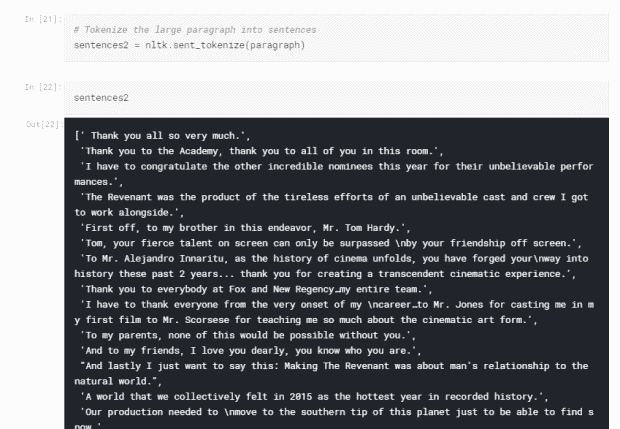 In [21]:
# Tokenize the large paragraph into sentences
sentences2 = nltk.sent_tokenize(paragraph)
In [22]:
sentences2
Out[22]:
[' Thank you all so very much.',
'Thank you to the Academy, thank you to all of you in this room.',
'I have to congratulate the other incredible nominees this year for their unbelievable perfor
mances.',
'The Revenant was the product of the tireless efforts of an unbelievable cast and crew I got
to work alongside.',
'First off, to my brother in this endeavor, Mr. Tom Hardy.',
'Tom, your fierce talent on screen can only be surpassed \nby your friendship off screen.',
'To Mr. Alejandro Innaritu, as the history of cinema unfolds, you have forged your\nway into
history these past 2 years... thank you for creating a transcendent cinematic experience.',
'Thank you to everybody at Fox and New Regency…my entire team.',
'I have to thank everyone from the very onset of my \ncareer…to Mr. Jones for casting me in m
y first film to Mr. Scorsese for teaching me so much about the cinematic art form.',
'To my parents, none of this would be possible without you.',
'And to my friends, I love you dearly, you know who you are.',
"And lastly I just want to say this: Making The Revenant was about man's relationship to the
natural world.",
'A world that we collectively felt in 2015 as the hottest year in recorded history.',
'Our production needed to \nmove to the southern tip of this planet just to be able to find s
now.'